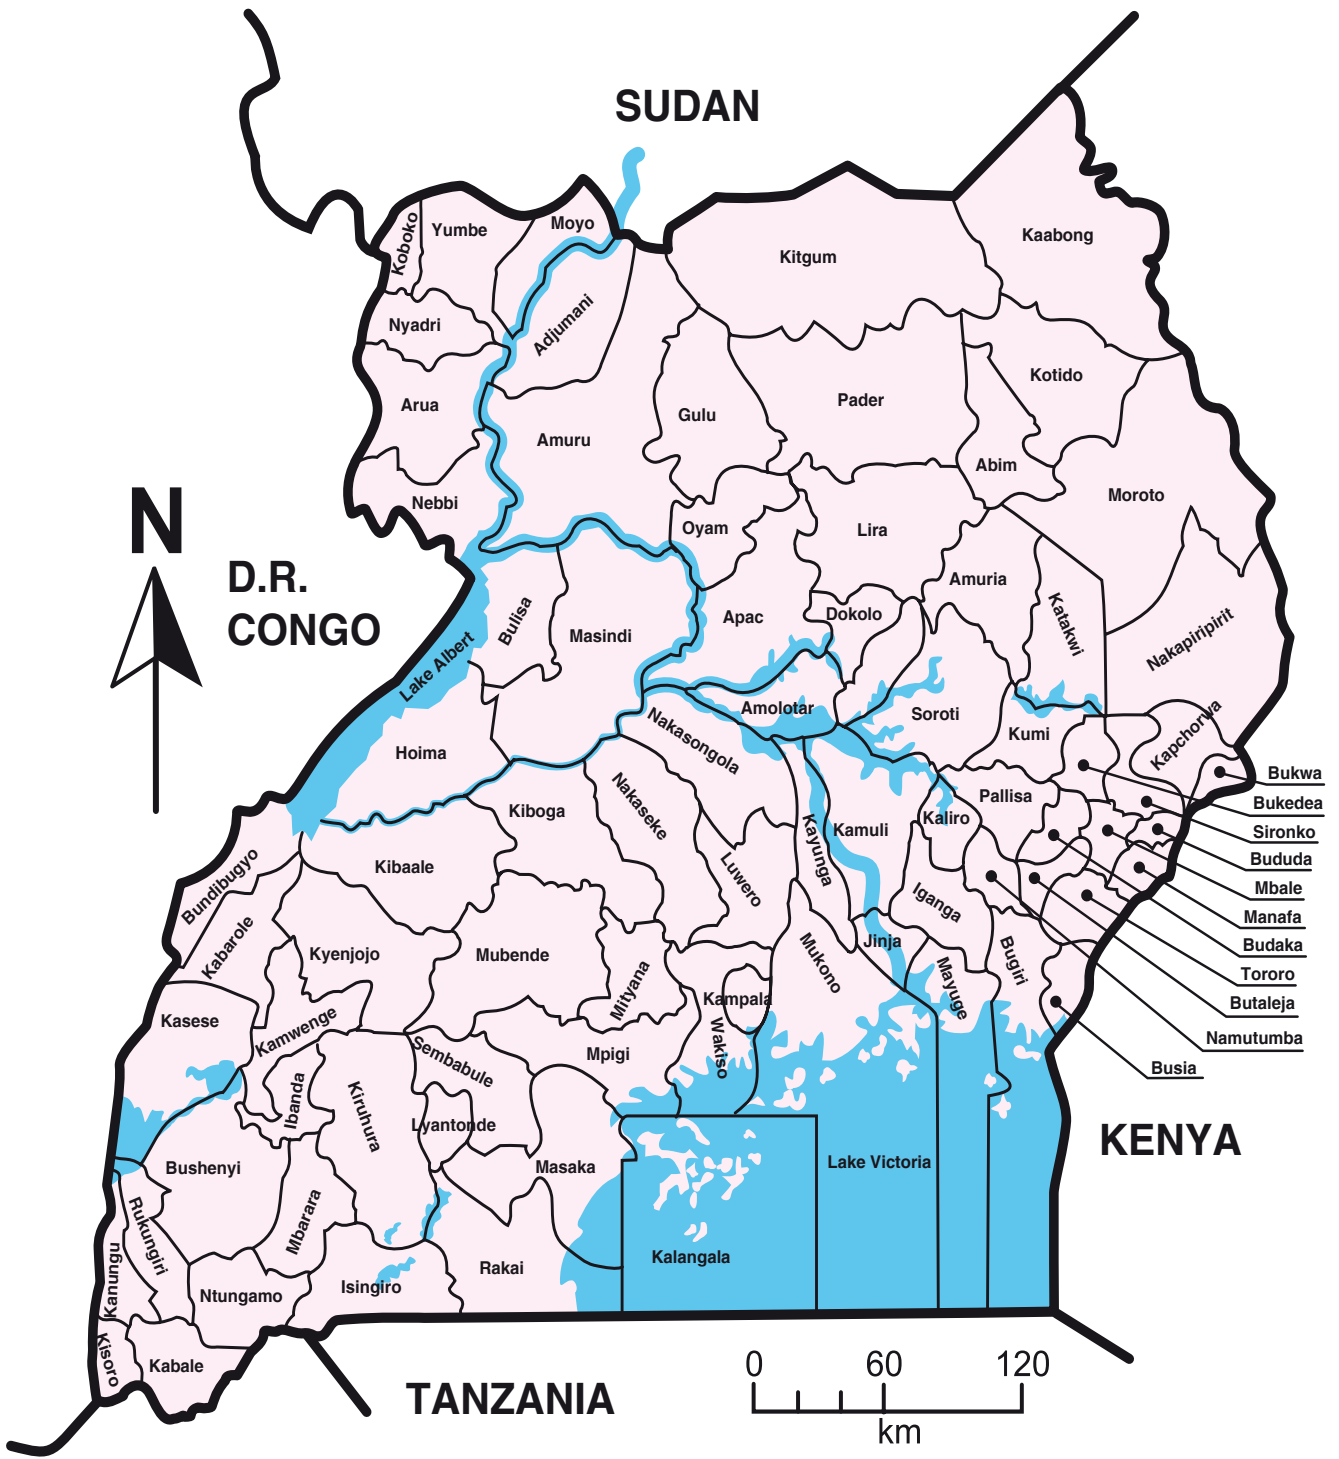 SUDAN
Koboko
Yumbe
Moyo
Kitgum
Kaabong
Nyadri
Adjumani
Arua
Amuru
Gulu
Pader
Kotido
Abim
Moroto
Nebbi
Oyam
Lira
N
D.R.
CONGO
Lake Albert
Bulisa
Masindi
Apac
Dokolo
Amuria
Katakwi
Nakapiripirit
Amolotar
Soroti
Kumi
Kapchorwa
Hoima
Nakasongola
Bukwa
Bukedea
Sironko
Bududa
Mbale
Manafa
Budaka
Tororo
Butaleja
Namutumba
Busia
Kiboga
Nakaseke
Pallisa
Kaliro
Kamuli
Kayunga
Luwero
Kibaale
Bundibugyo
Kabarole
Kyenjojo
Mubende
Mityana
Iganga
Jinja
Mukono
Mayuge
Bugiri
Kampala
Wakiso
Kasese
Kamwenge
Sembabule
Mpigi
Ibanda
Kiruhura
Lyantonde
Masaka
Lake Victoria
KENYA
Bushenyi
Mbarara
Rukungiri
Kanungu
Kalangala
Rakai
Isingiro
Ntungamo
Kisoro
Kabale
TANZANIA
0 60 120
km